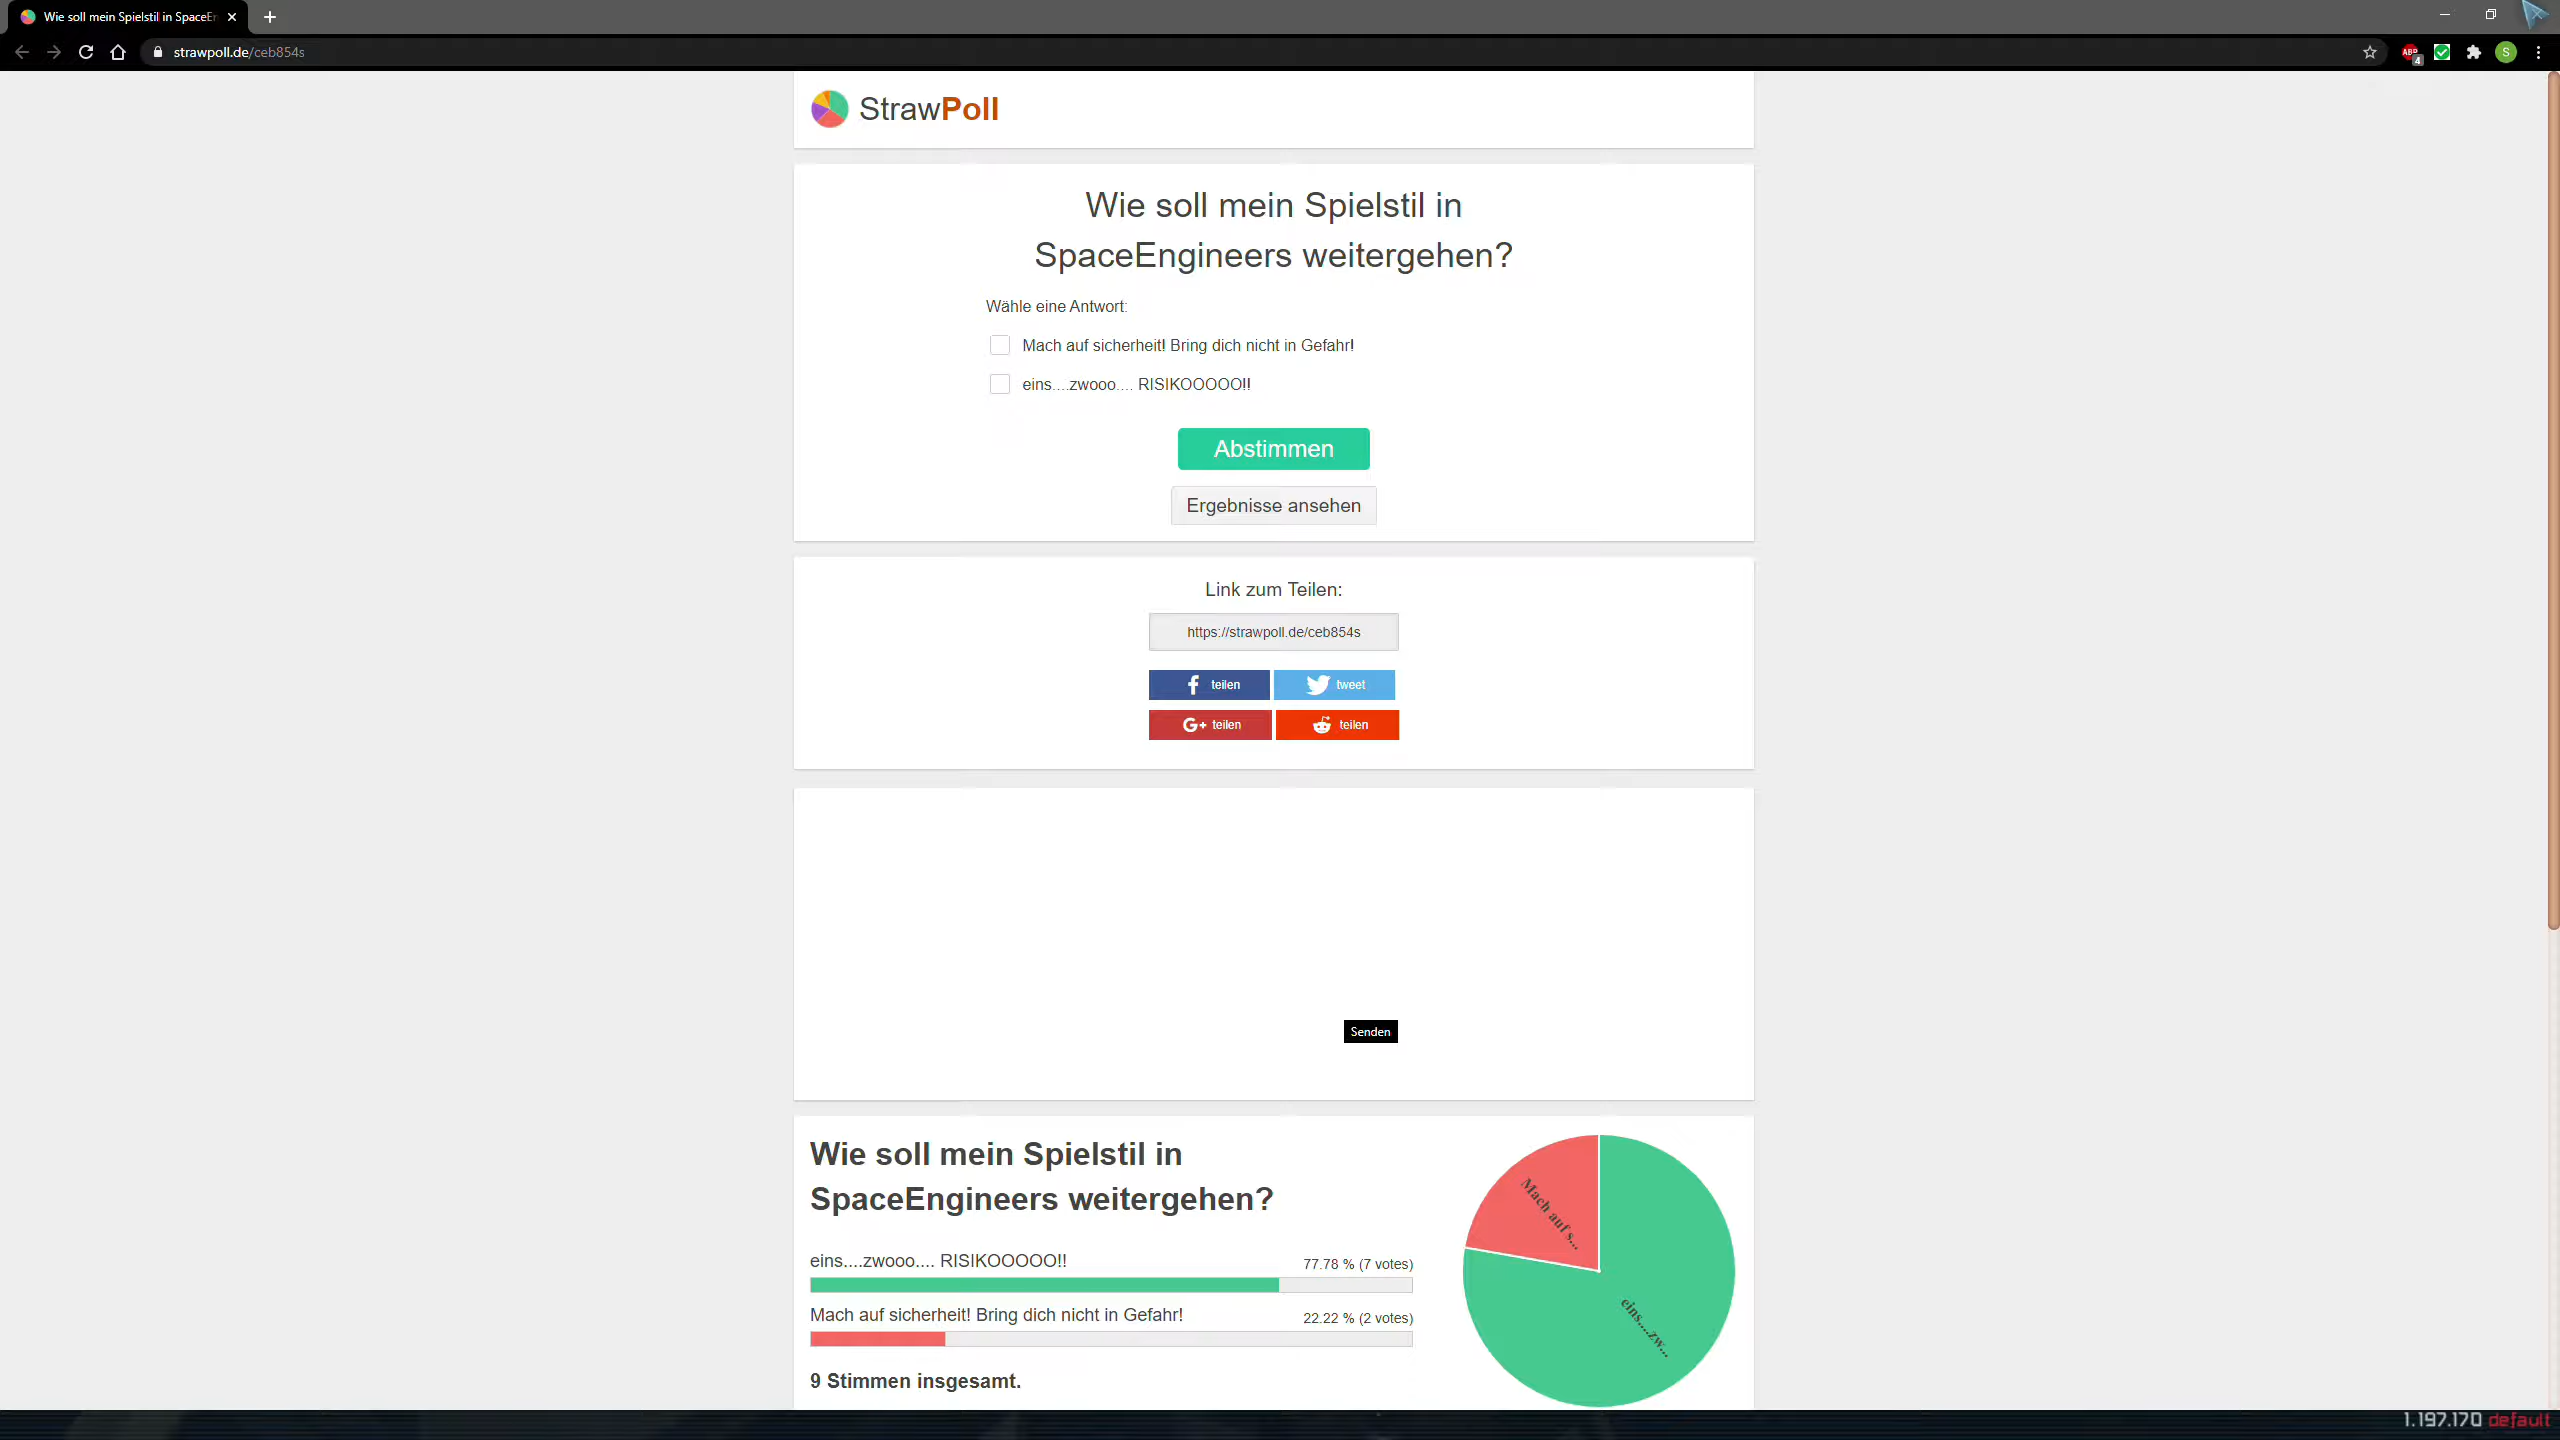 Wie soll mein Spielstil in SpaceEn
strawpoll.de/ceb854s
ABP
4
S
StrawPoll
Wie soll mein Spielstil in
SpaceEngineers weitergehen?
Wähle eine Antwort:
Mach auf sicherheit! Bring dich nicht in Gefahr!
eins....zwooo.... RISIKOOOOO!!
Abstimmen
Ergebnisse ansehen
Link zum Teilen:
https://strawpoll.de/ceb854s
teilen
tweet
G+ teilen
teilen
Senden
Wie soll mein Spielstil in
SpaceEngineers weitergehen?
eins....zwooo.... RISIKOOOOO!! 77.78 % (7 votes)
Mach auf sicherheit! Bring dich nicht in Gefahr! 22.22 % (2 votes)
9 Stimmen insgesamt.
Mach auf s...
eins....zw...
1.197.170 default